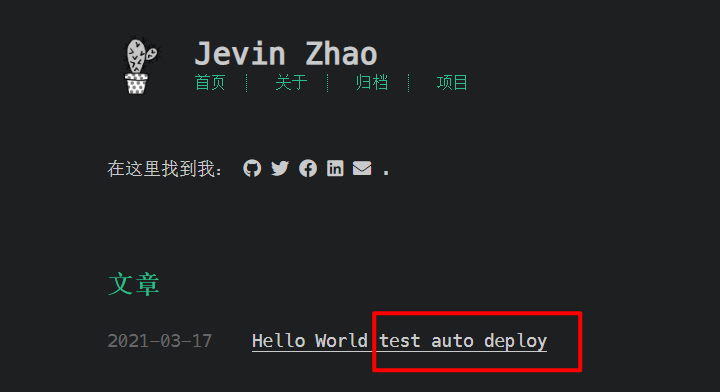 Jevin Zhao
首页 关于 归档 项目
在这里找到我： .
文章
2021-03-17 Hello World test auto deploy